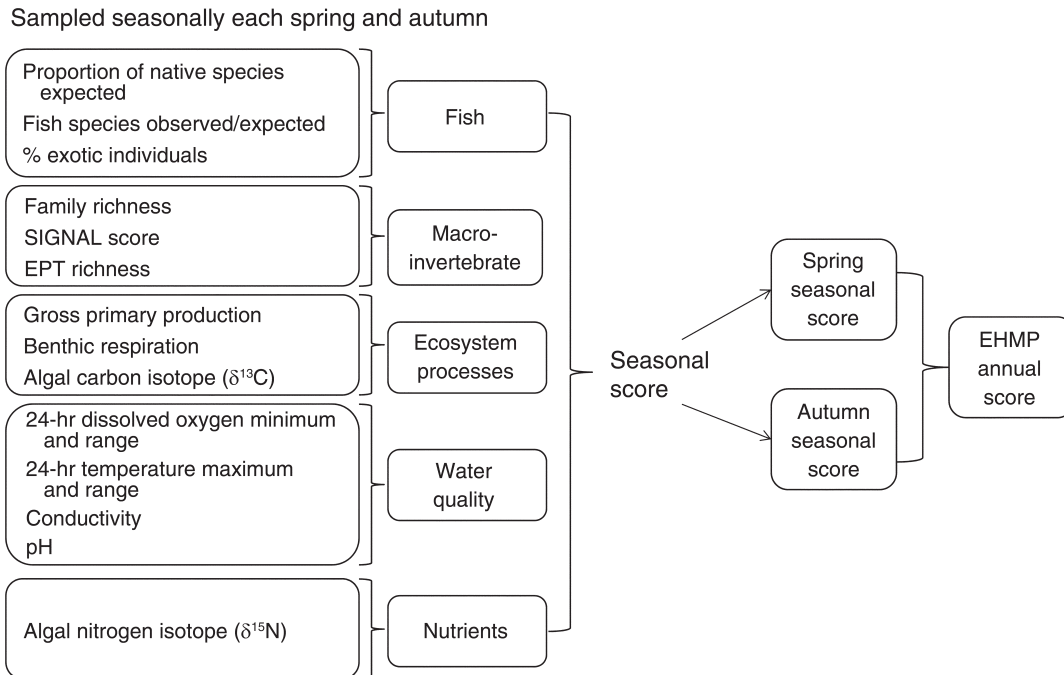 Sampled seasonally each spring and autumn
Proportion of native species
expected
Fish species observed/expected
% exotic individuals
Fish
Family richness
SIGNAL score
EPT richness
Macro-
invertebrate
Gross primary production
Benthic respiration
Algal carbon isotope (δ¹³C)
Ecosystem
processes
24-hr dissolved oxygen minimum
and range
24-hr temperature maximum
and range
Conductivity
pH
Water
quality
Algal nitrogen isotope (δ¹⁵N)
Nutrients
Seasonal
score
Spring
seasonal
score
Autumn
seasonal
score
EHMP
annual
score